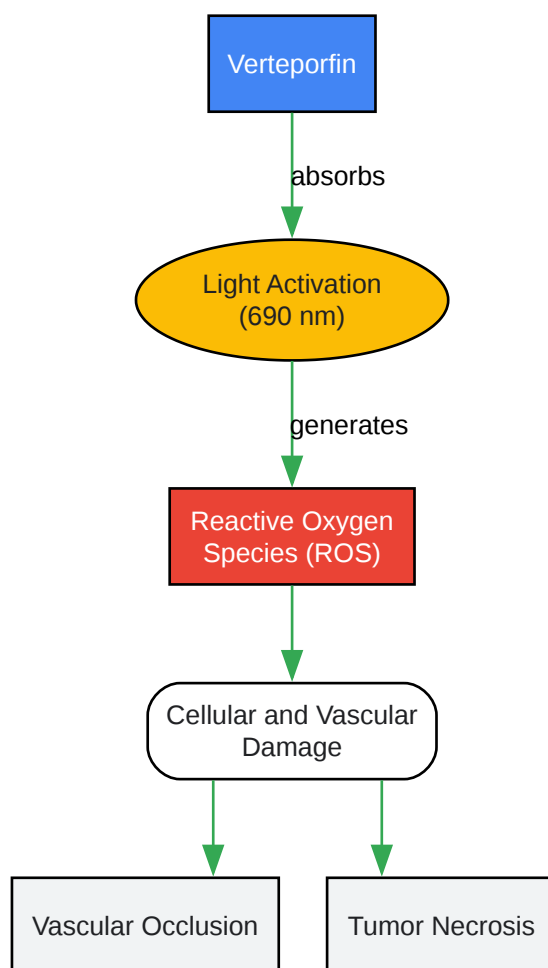 Verteporfin
absorbs
Light Activation
(690 nm)
generates
Reactive Oxygen
Species (ROS)
Cellular and Vascular
Damage
Vascular Occlusion
Tumor Necrosis